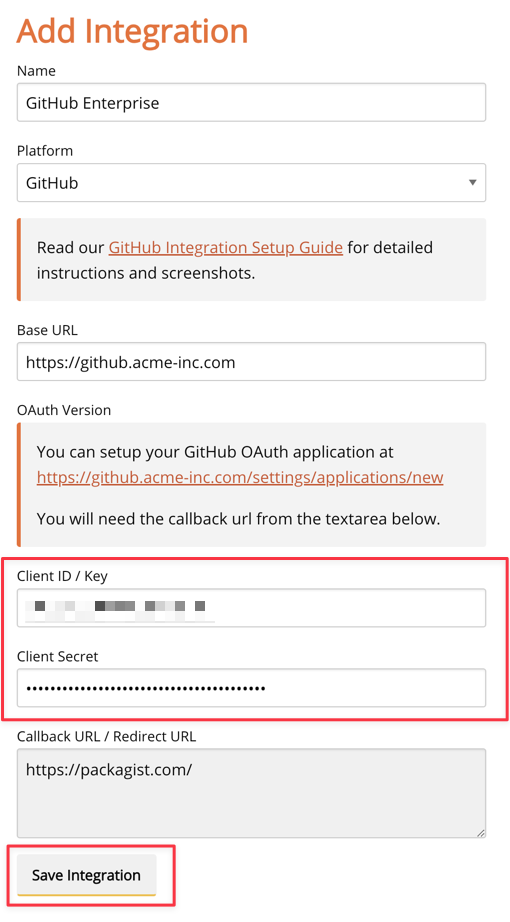 Add Integration
Name
GitHub Enterprise
Platform
GitHub
Read our GitHub Integration Setup Guide for detailed
instructions and screenshots.
Base URL
https://github.acme-inc.com
OAuth Version
You can setup your GitHub OAuth application at
https://github.acme-inc.com/settings/applications/new
You will need the callback url from the textarea below.
Client ID / Key
Client Secret
••••••••••••••••••••••••••••••••••••••••
Callback URL / Redirect URL
https://packagist.com/
Save Integration